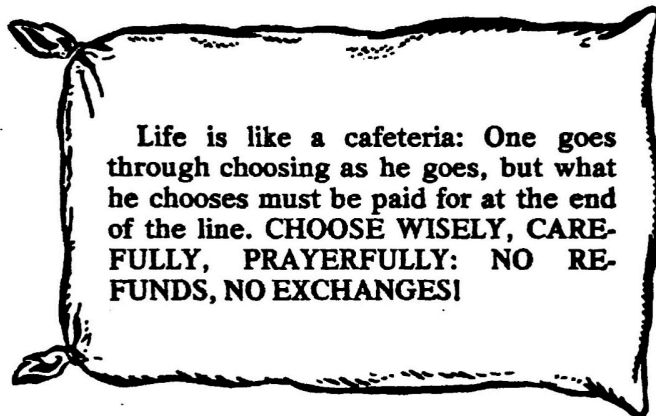 Life is like a cafeteria: One goes
through choosing as he goes, but what
he chooses must be paid for at the end
of the line. CHOOSE WISELY, CARE-
FULLY, PRAYERFULLY: NO RE-
FUNDS, NO EXCHANGES!